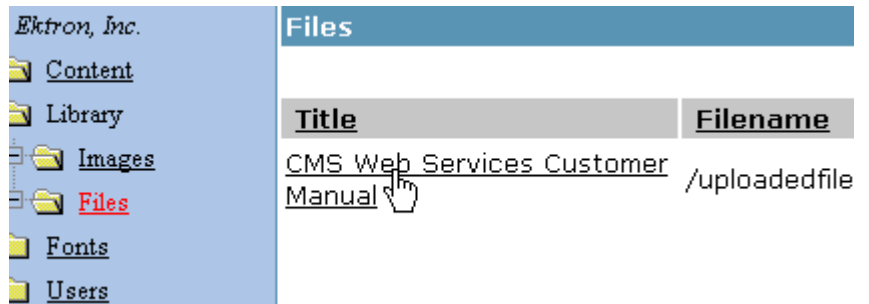 Ektron, Inc.
Content
Library
Images
Files
Fonts
Users
Files
Title Filename
CMS Web Services Customer
Manual
/uploadedfile